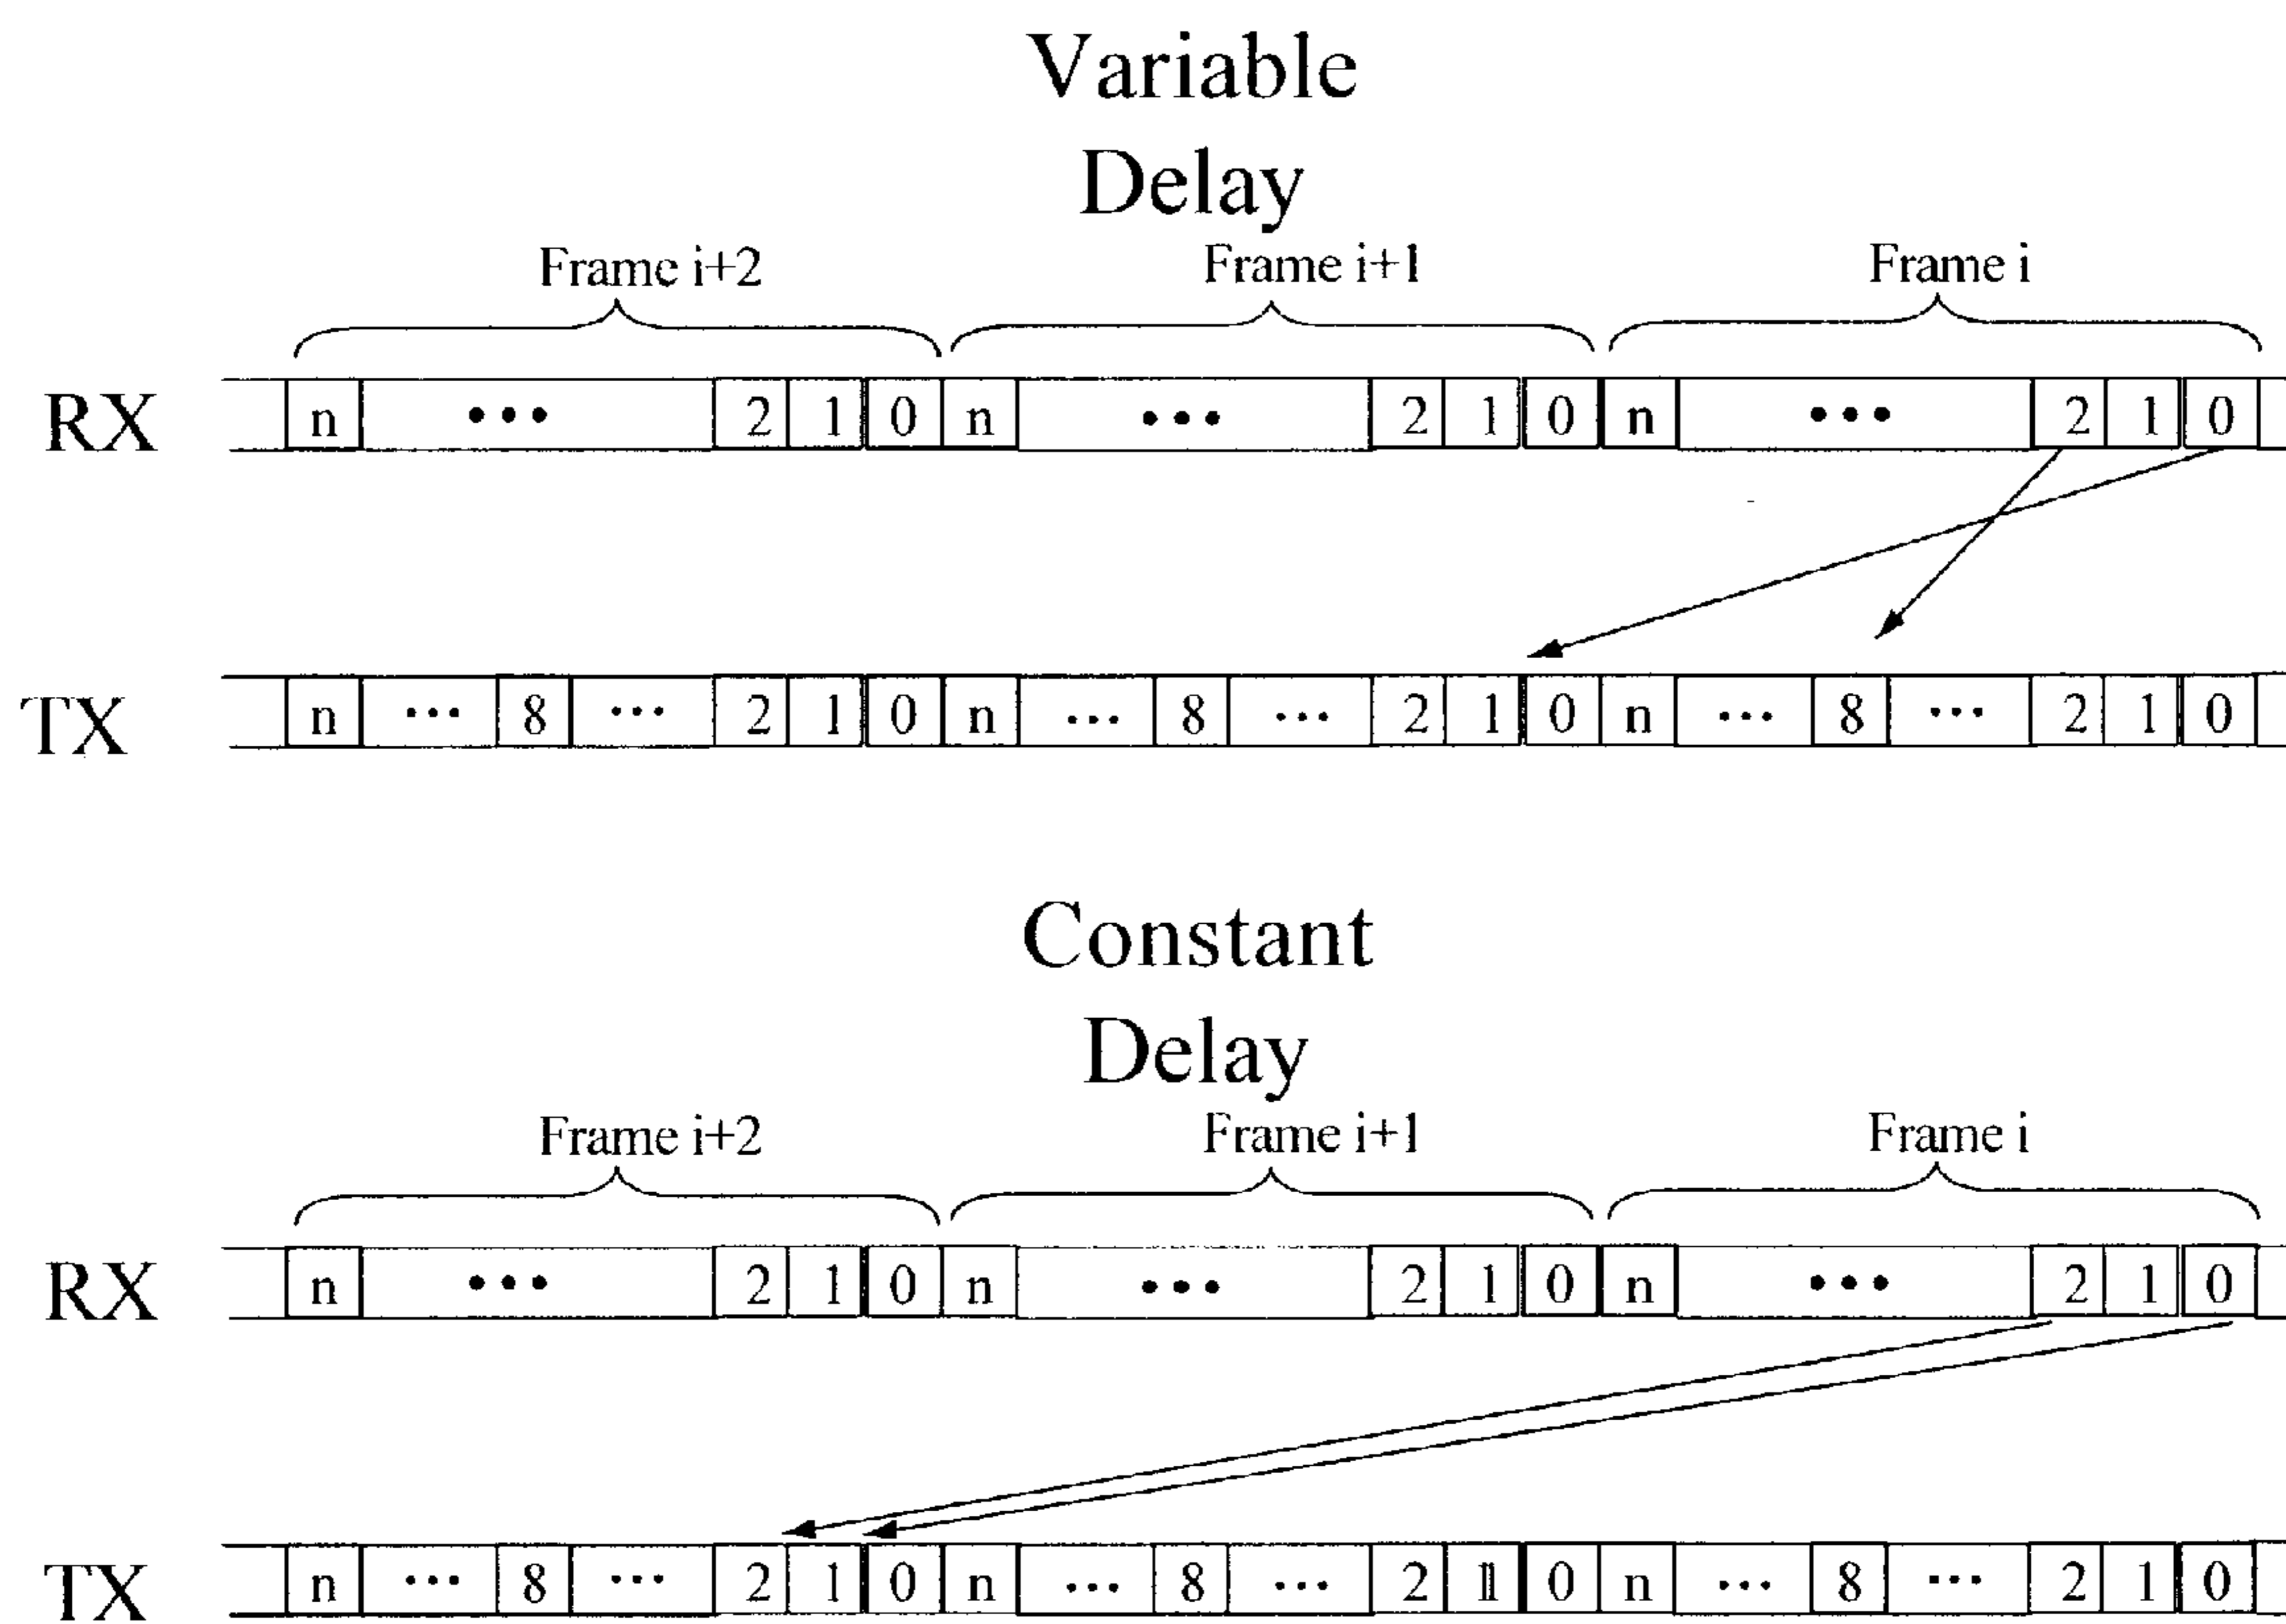 Variable
Delay
Frame i+2 Frame i+1 Frame i
RX n ••• 2 1 0 n ••• 2 1 0 n ••• 2 1 0
TX n ••• 8 ••• 2 1 0 n ••• 8 ••• 2 1 0 n ••• 8 ••• 2 1 0
Constant
Delay
Frame i+2 Frame i+1 Frame i
RX n ••• 2 1 0 n ••• 2 1 0 n ••• 2 1 0
TX n ••• 8 ••• 2 1 0 n ••• 8 ••• 2 1 0 n ••• 8 ••• 2 1 0